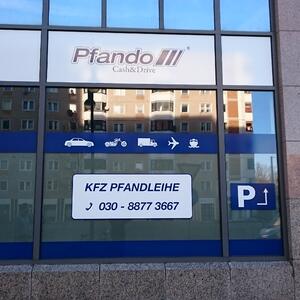 Pfando ®
Cash&Drive
KFZ PFANDLEIHE
030 - 8877 3667
P